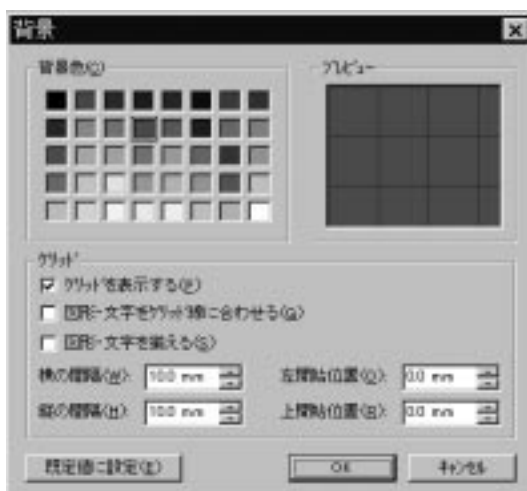 背景
背景色(C)
プレビュー
グリッド
グリッドを表示する(P)
図形・文字をグリッド線に合わせる(G)
図形・文字を揃える(S)
横の間隔(W): 10.0 mm 左開始位置(O): 0.0 mm
縦の間隔(H): 10.0 mm 上開始位置(R): 0.0 mm
既定値に設定(E) OK キャンセル